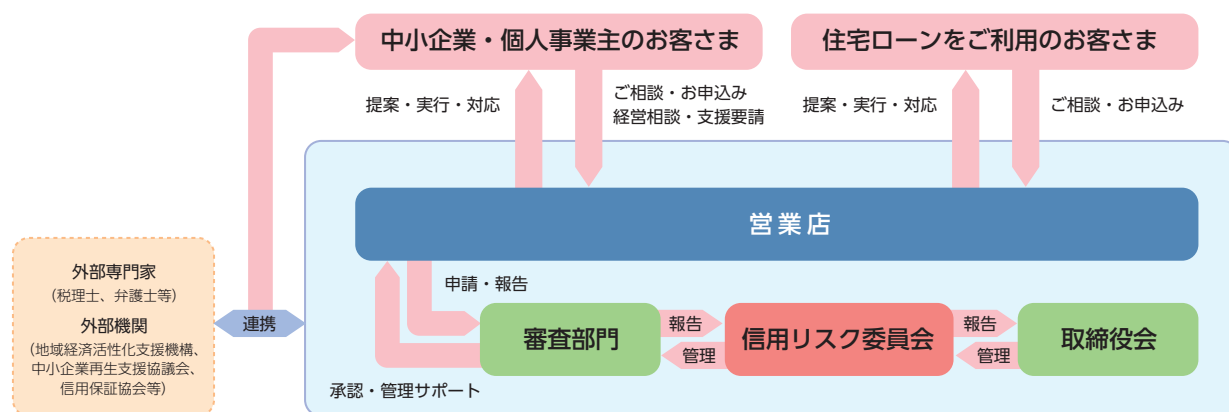 中小企業・個人事業主のお客さま
住宅ローンをご利用のお客さま
提案・実行・対応
ご相談・お申込み
経営相談・支援要請
提案・実行・対応
ご相談・お申込み
営業店
外部専門家
(税理士、弁護士等)
外部機関
(地域経済活性化支援機構、
中小企業再生支援協議会、
信用保証協会等)
連携
申請・報告
審査部門
報告
管理
信用リスク委員会
報告
管理
取締役会
承認・管理サポート